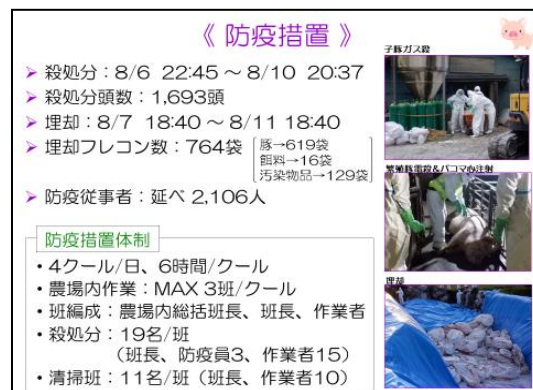 《 防疫措置 》
➢ 殺処分：8/6 22:45 ～ 8/10 20:37
➢ 殺処分頭数：1,693頭
➢ 埋却：8/7 18:40 ～ 8/11 18:40
➢ 埋却フレコン数：764袋
豚→619袋
飼料→16袋
汚染物品→129袋
➢ 防疫従事者：延べ 2,106人
防疫措置体制
・4クール/日、6時間/クール
・農場内作業：MAX 3班/クール
・班編成：農場内総括班長、班長、作業者
・殺処分：19名/班
（班長、防疫員3、作業者15）
・清掃班：11名/班（班長、作業者10）
子豚ガス殺
繁殖豚電殺&パコマ心注射
埋却